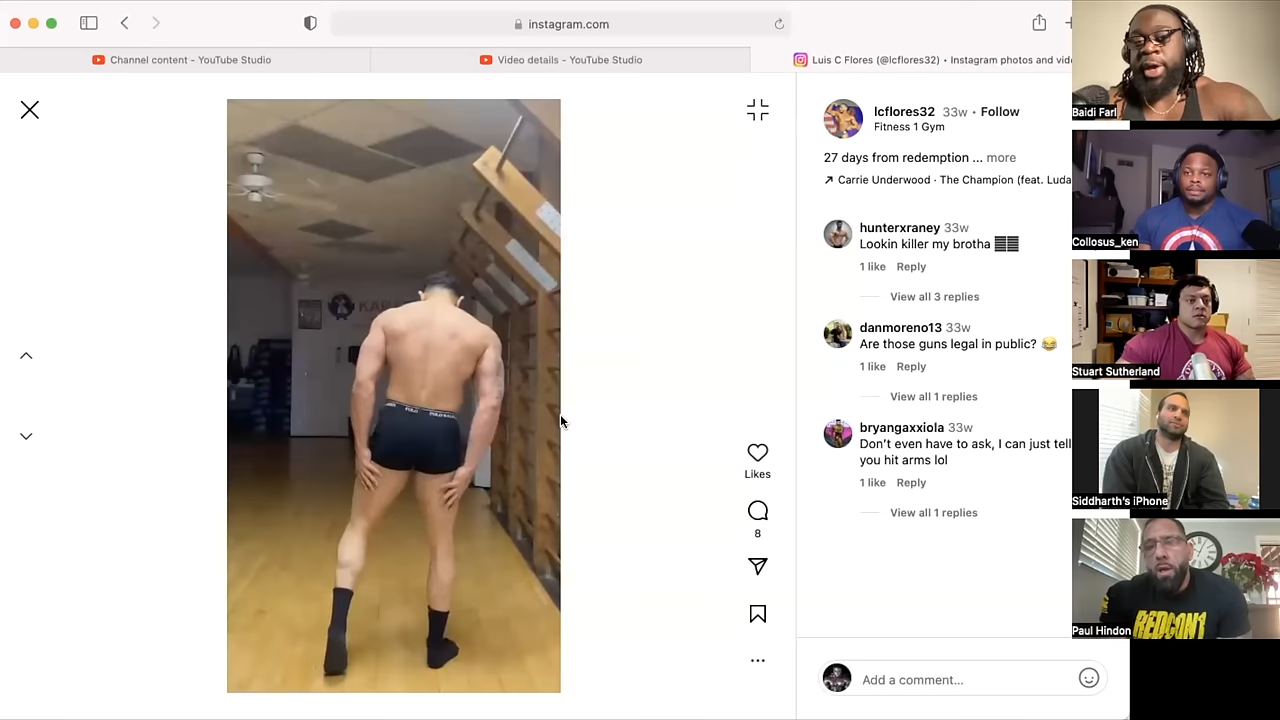 instagram.com
Channel content - YouTube Studio
Video details - YouTube Studio
Luis C Flores (@lcflores32) • Instagram photos and
KAR
POLO
lcflores32 33w • Follow
Fitness 1 Gym
27 days from redemption ... more
Carrie Underwood · The Champion (feat. Luda
hunterxraney 33w
Lookin killer my brotha
1 like Reply
View all 3 replies
danmoreno13 33w
Are those guns legal in public? 😂
1 like Reply
View all 1 replies
bryangaxxiola 33w
Don't even have to ask, I can just tell
you hit arms lol
1 like Reply
View all 1 replies
Likes
8
Add a comment...
Baidi Farl
Collosus_ken
Stuart Sutherland
Siddharth's iPhone
REDCON1
Paul Hindon